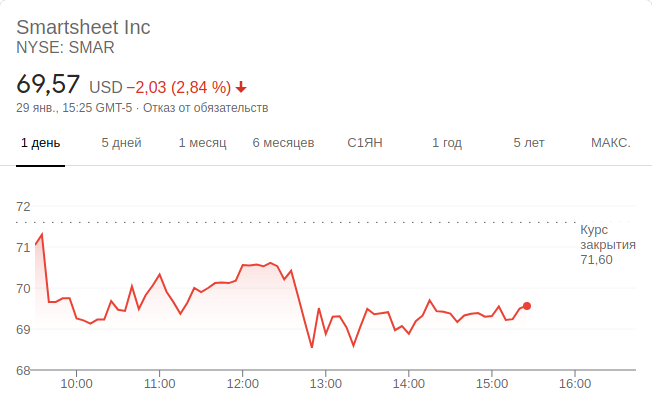 Smartsheet Inc
NYSE: SMAR
69,57 USD −2,03 (2,84 %)
29 янв., 15:25 GMT-5 · Отказ от обязательств
1 день 5 дней 1 месяц 6 месяцев С1ЯН 1 год 5 лет МАКС.
72
71
70
69
68
Курс
закрытия
71,60
10:00 11:00 12:00 13:00 14:00 15:00 16:00